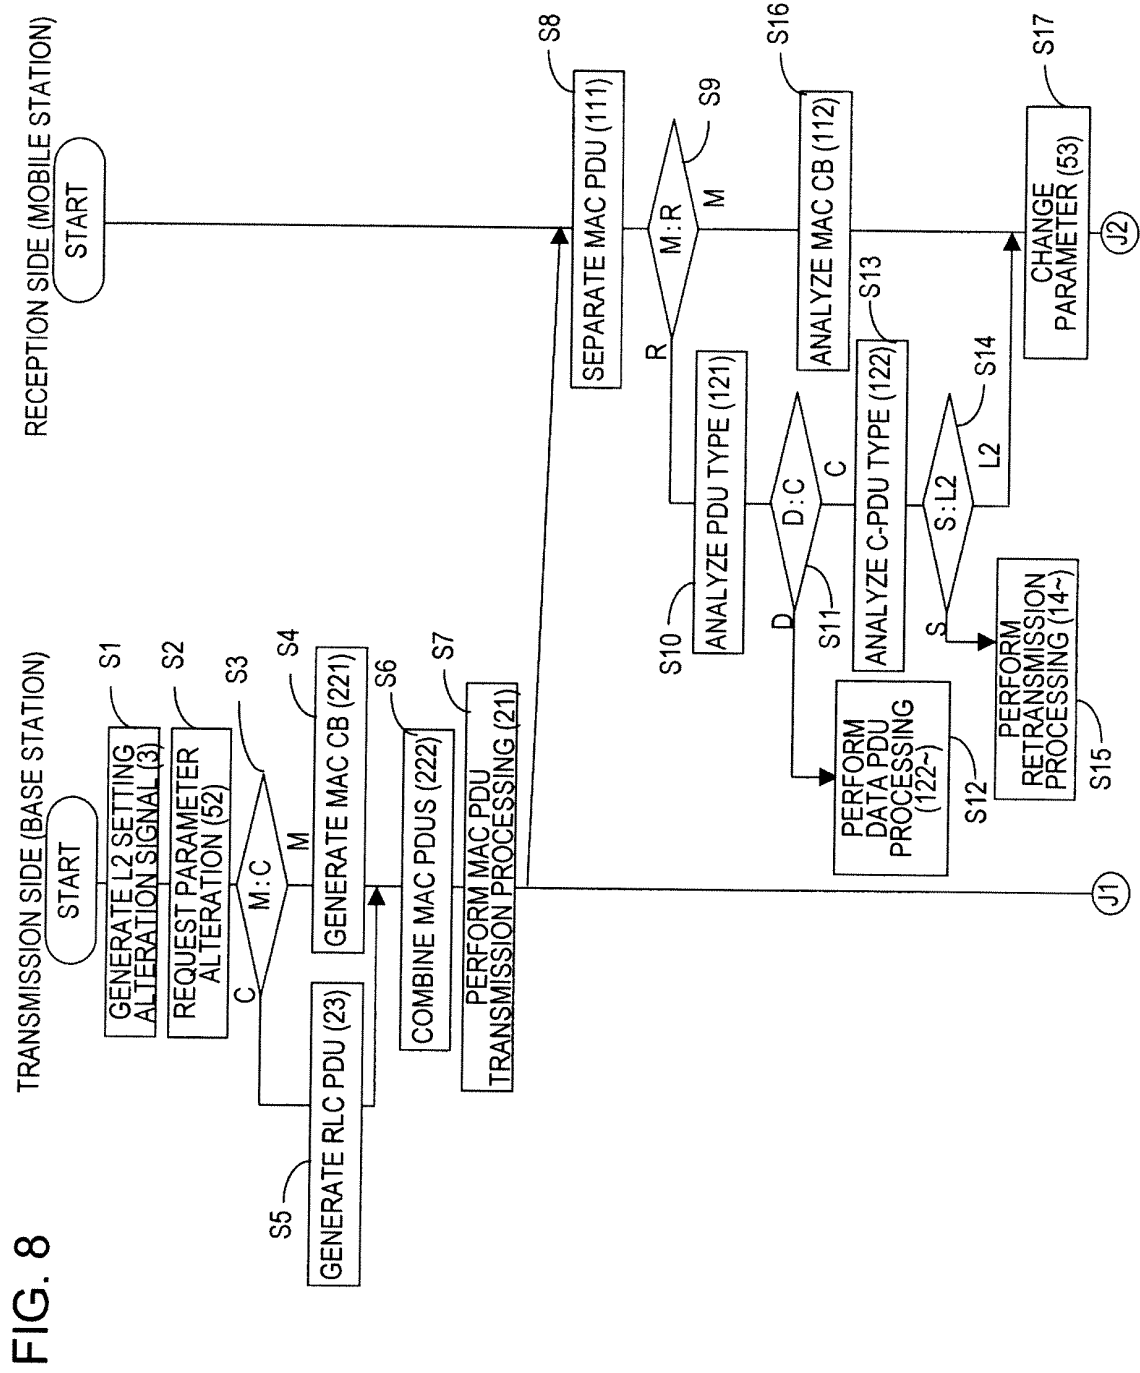 FIG. 8
TRANSMISSION SIDE (BASE STATION)
START
GENERATE L2 SETTING
ALTERATION SIGNAL (3)
S1
REQUEST PARAMETER
ALTERATION (52)
S2
M:C
S3
C
M
GENERATE MAC CB (221)
S4
GENERATE RLC PDU (23)
S5
COMBINE MAC PDUS (222)
S6
PERFORM MAC PDU
TRANSMISSION PROCESSING (21)
S7
J1
RECEPTION SIDE (MOBILE STATION)
START
SEPARATE MAC PDU (111)
S8
M:R
S9
R
M
ANALYZE PDU TYPE (121)
S10
D:C
S11
D
C
PERFORM
DATA PDU
PROCESSING
(122~)
S12
ANALYZE C-PDU TYPE (122)
S13
S:L2
S14
S
L2
PERFORM
RETRANSMISSION
PROCESSING (14~)
S15
ANALYZE MAC CB (112)
S16
CHANGE
PARAMETER (53)
S17
J2